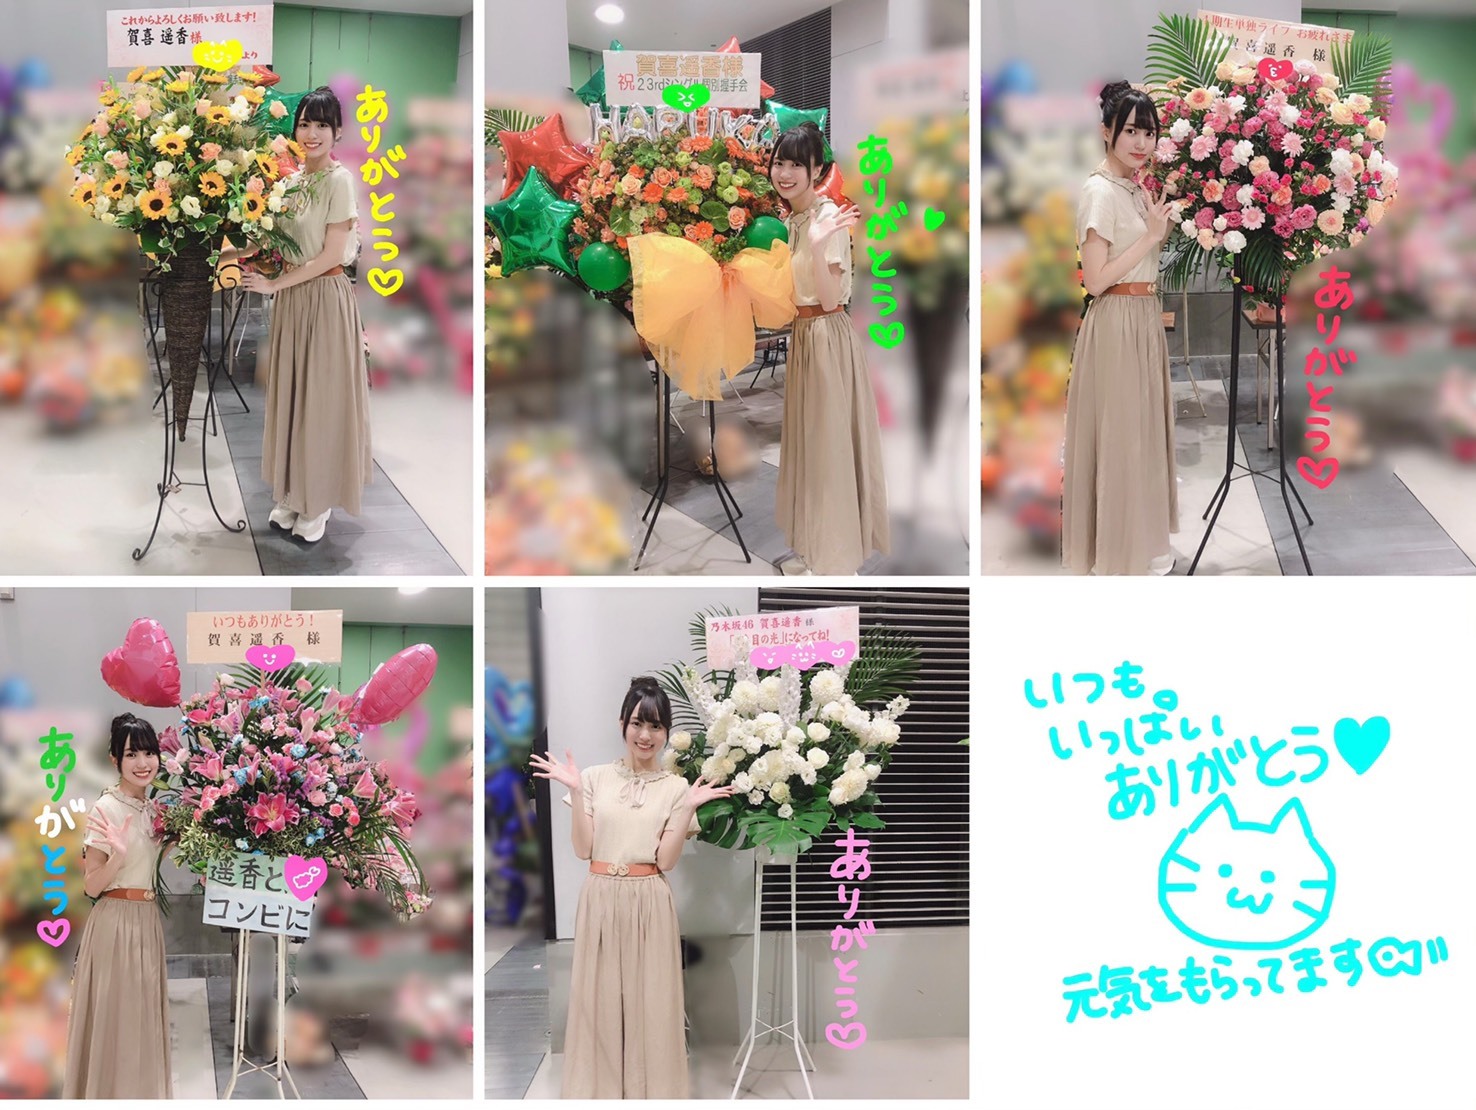 これからよろしくお願い致します!
賀喜 遥香 様
より
ありがとう
賀喜遥香様
祝 23rdシングル個別握手会
HARUKA
ありがとう
期生単独ライブ お疲れさま
賀喜遥香 様
ありがとう
いつもありがとう!
賀喜遥香 様
ありがとう
遥香と
コンビに
乃木坂46 賀喜遥香 様
目の光」になってね!
ありがとう
いつも。
いっぱい
ありがとう
元気をもらってます